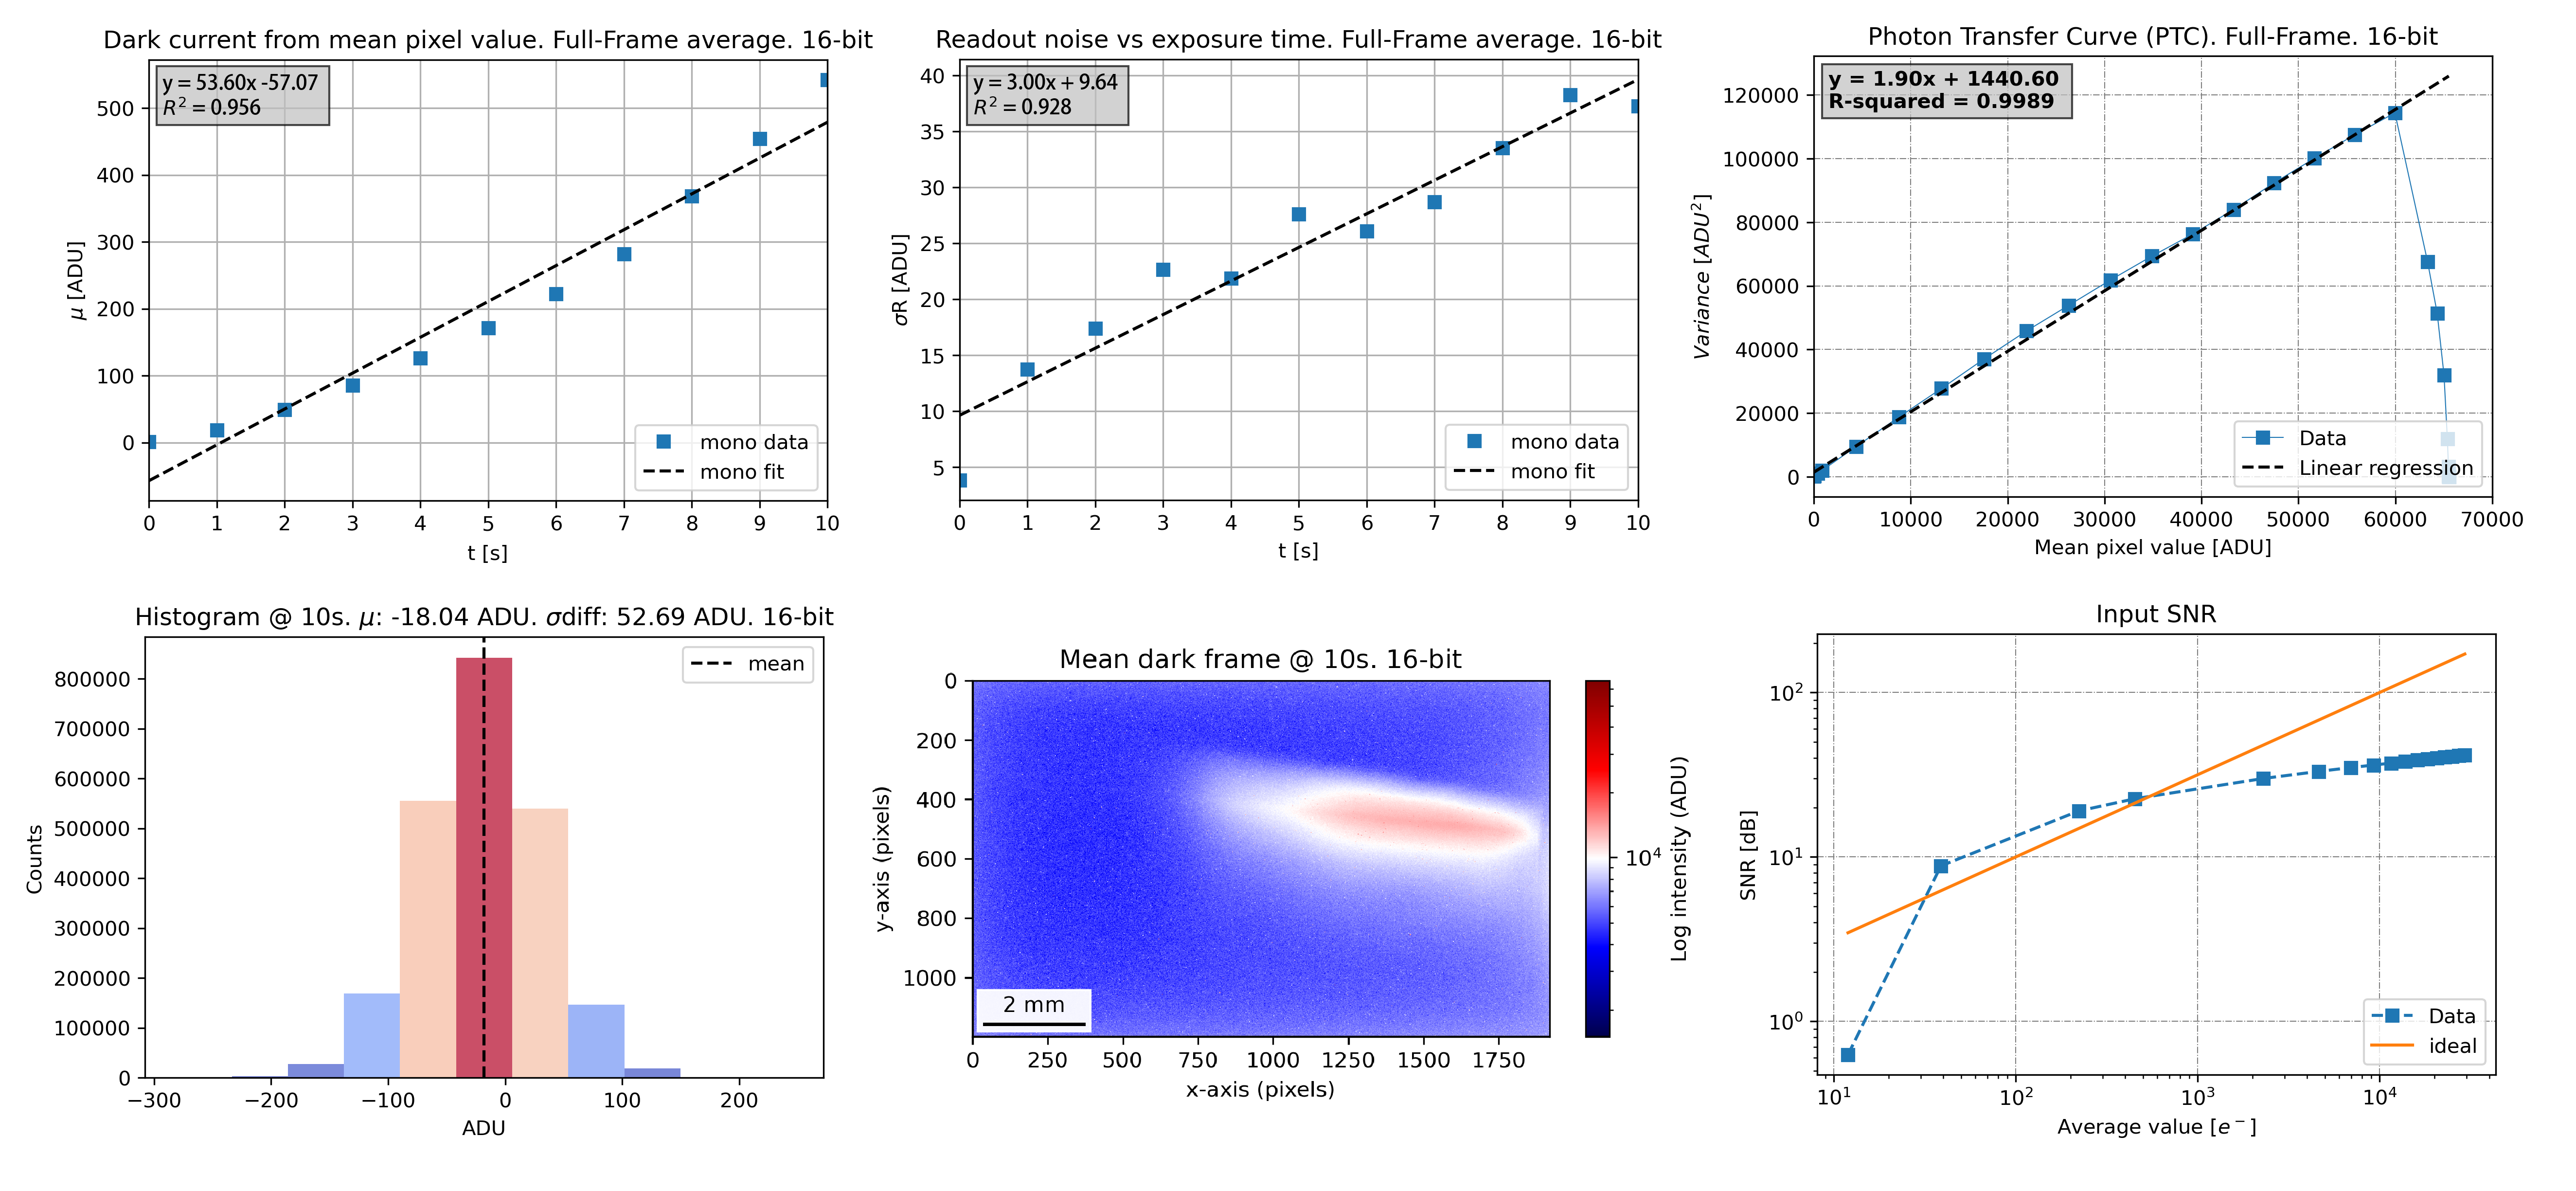 Dark current from mean pixel value. Full-Frame average. 16-bit
y = 53.60x -57.07
R² = 0.956
500
400
300
200
100
0
μ [ADU]
mono data
mono fit
0 1 2 3 4 5 6 7 8 9 10
t [s]
Readout noise vs exposure time. Full-Frame average. 16-bit
y = 3.00x + 9.64
R² = 0.928
40
35
30
25
20
15
10
5
σR [ADU]
mono data
mono fit
0 1 2 3 4 5 6 7 8 9 10
t [s]
Photon Transfer Curve (PTC). Full-Frame. 16-bit
y = 1.90x + 1440.60
R-squared = 0.9989
120000
100000
80000
60000
40000
20000
0
Variance [ADU²]
Data
Linear regression
0 10000 20000 30000 40000 50000 60000 70000
Mean pixel value [ADU]
Histogram @ 10s. μ: -18.04 ADU. σdiff: 52.69 ADU. 16-bit
mean
800000
700000
600000
500000
400000
300000
200000
100000
0
Counts
−300 −200 −100 0 100 200
ADU
Mean dark frame @ 10s. 16-bit
0
200
400
600
800
1000
y-axis (pixels)
2 mm
0 250 500 750 1000 1250 1500 1750
x-axis (pixels)
10⁴
Log intensity (ADU)
Input SNR
10²
10¹
10⁰
SNR [dB]
Data
ideal
10¹ 10² 10³ 10⁴
Average value [e⁻]